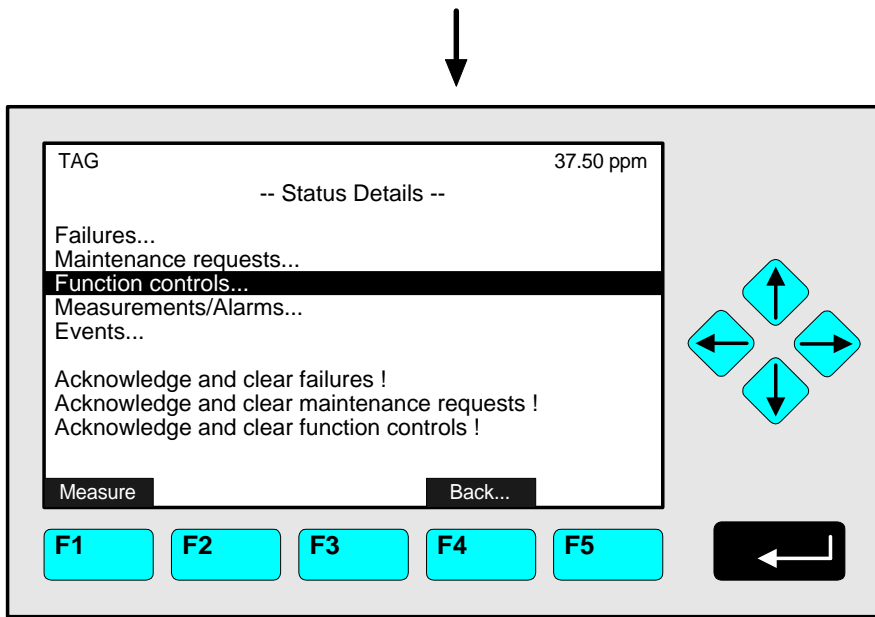 TAG 37.50 ppm
-- Status Details --
Failures...
Maintenance requests...
Function controls...
Measurements/Alarms...
Events...
Acknowledge and clear failures !
Acknowledge and clear maintenance requests !
Acknowledge and clear function controls !
Measure Back...
F1 F2 F3 F4 F5